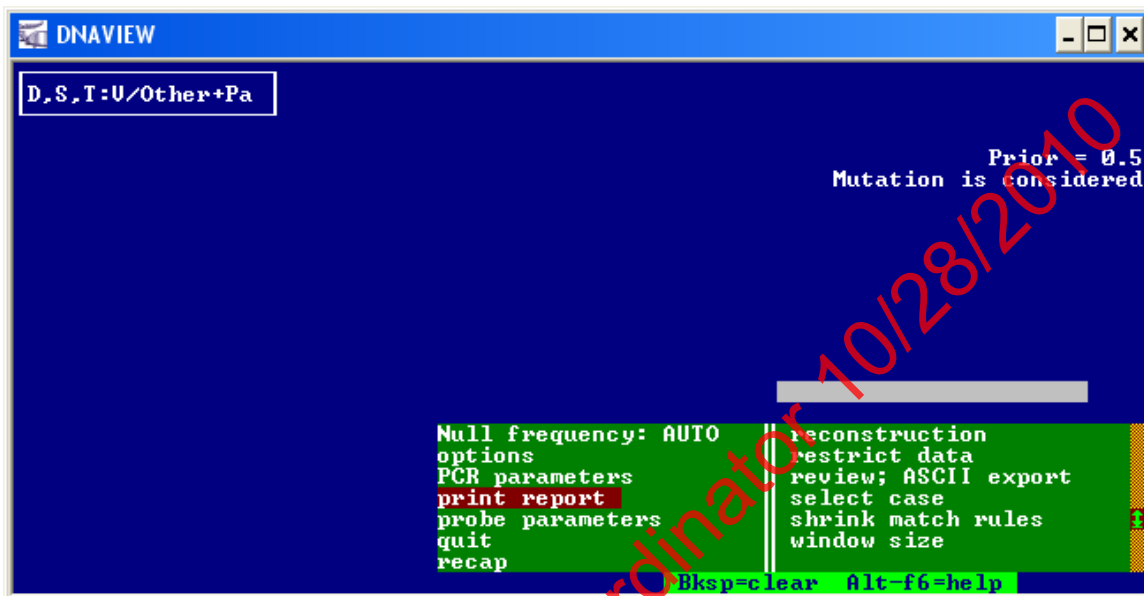 DNAVIEW
D,S,T:V/Other+Pa
Prior = 0.5
Mutation is considered
Null frequency: AUTO
options
PCR parameters
print report
probe parameters
quit
recap
reconstruction
restrict data
review; ASCII export
select case
shrink match rules
window size
Bksp=clear Alt-f6=help
rdinator 10/28/2010